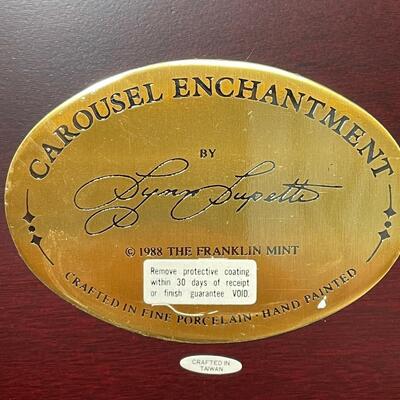 CAROUSEL ENCHANTMENT
BY
Lynn Lupetti
© 1988 THE FRANKLIN MINT
Remove protective coating
within 30 days of receipt
or finish guarantee VOID.
CRAFTED IN FINE PORCELAIN · HAND PAINTED
CRAFTED IN
TAIWAN